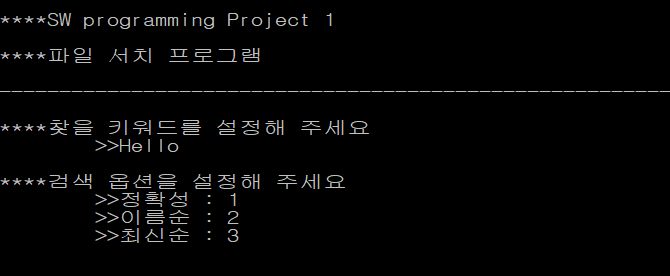 ****SW programming Project 1
****파일 서치 프로그램
****찾을 키워드를 설정해 주세요
>>Hello
****검색 옵션을 설정해 주세요
>>정확성 : 1
>>이름순 : 2
>>최신순 : 3